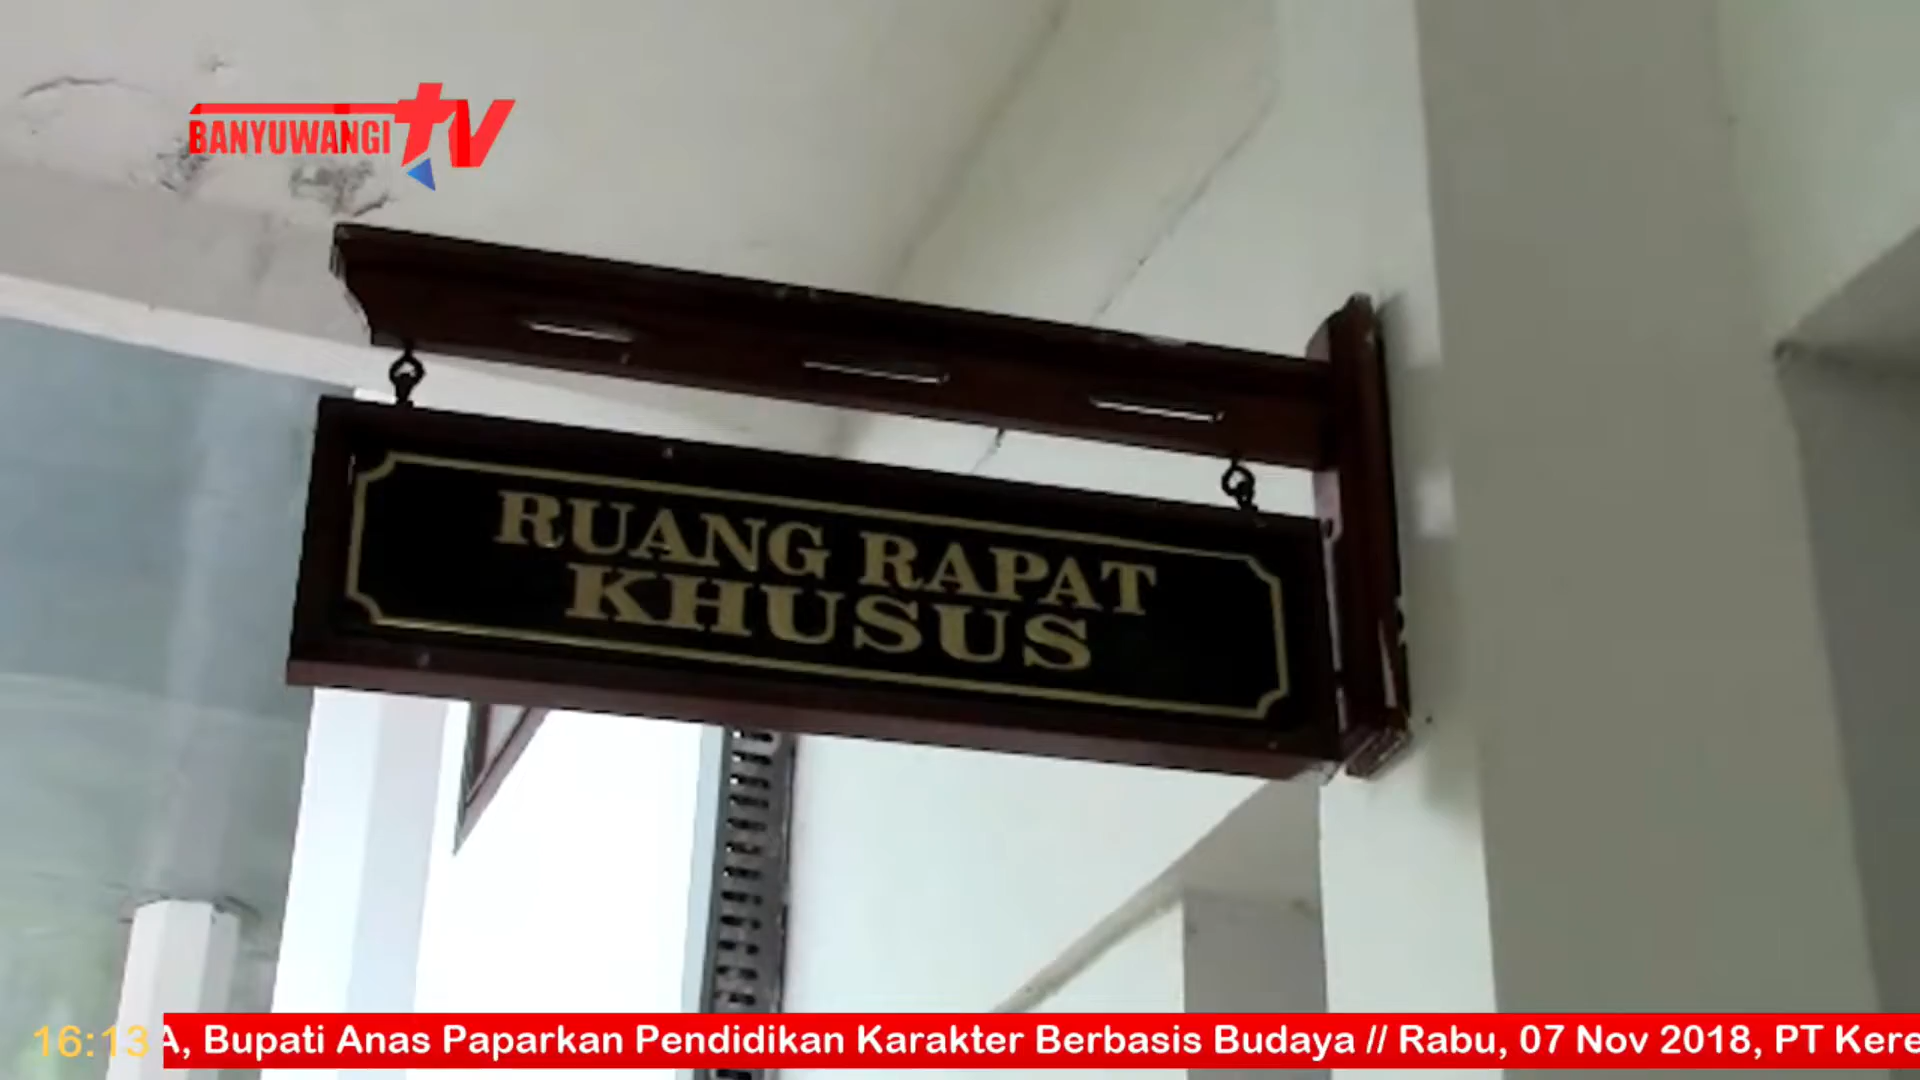 BANYUWANGI TV
RUANG RAPAT
KHUSUS
16:13
A, Bupati Anas Paparkan Pendidikan Karakter Berbasis Budaya // Rabu, 07 Nov 2018, PT Kere